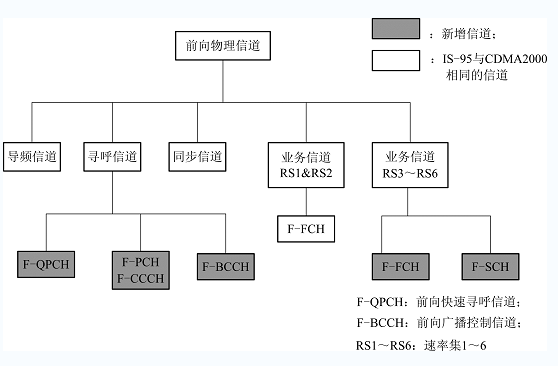 前向物理信道
：新增信道；
：IS-95与CDMA2000
相同的信道
导频信道
寻呼信道
同步信道
业务信道
RS1&RS2
业务信道
RS3～RS6
F-FCH
F-QPCH
F-PCH
F-CCCH
F-BCCH
F-FCH
F-SCH
F-QPCH：前向快速寻呼信道；
F-BCCH：前向广播控制信道；
RS1～RS6：速率集1～6